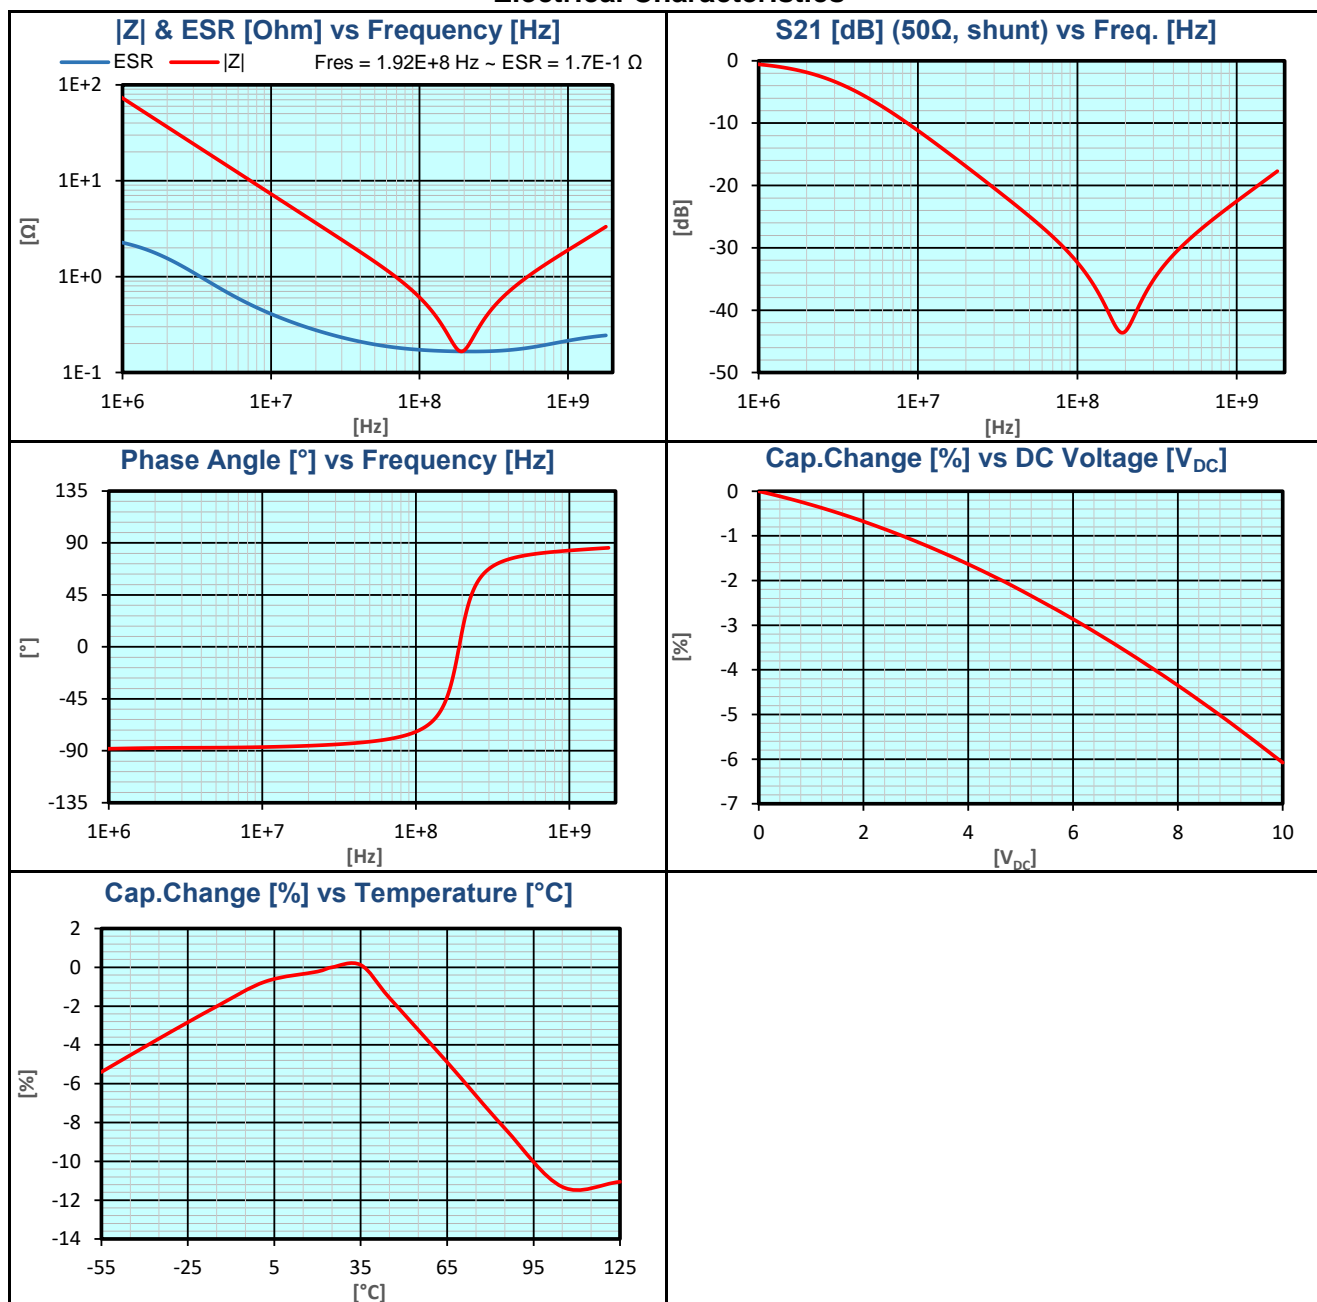 |Z| & ESR [Ohm] vs Frequency [Hz]
ESR |Z| Fres = 1.92E+8 Hz ~ ESR = 1.7E-1 Ω
1E+2
1E+1
1E+0
1E-1
[Ω]
1E+6 1E+7 1E+8 1E+9
[Hz]
S21 [dB] (50Ω, shunt) vs Freq. [Hz]
0
-10
-20
-30
-40
-50
[dB]
1E+6 1E+7 1E+8 1E+9
[Hz]
Phase Angle [°] vs Frequency [Hz]
135
90
45
0
-45
-90
-135
[°]
1E+6 1E+7 1E+8 1E+9
[Hz]
Cap.Change [%] vs DC Voltage [VDC]
0
-1
-2
-3
-4
-5
-6
-7
[%]
0 2 4 6 8 10
[VDC]
Cap.Change [%] vs Temperature [°C]
2
0
-2
-4
-6
-8
-10
-12
-14
[%]
-55 -25 5 35 65 95 125
[°C]